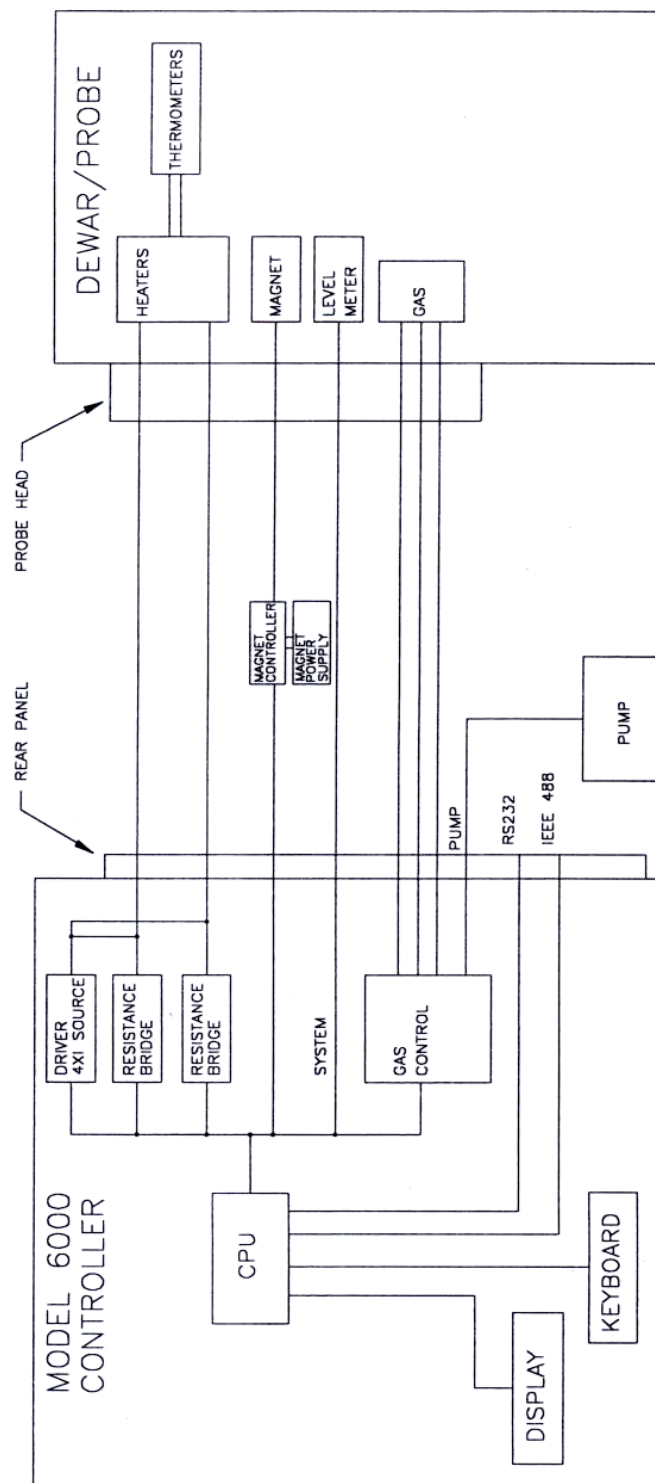 MODEL 6000
CONTROLLER
DRIVER
4XI SOURCE
RESISTANCE
BRIDGE
RESISTANCE
BRIDGE
SYSTEM
GAS
CONTROL
CPU
DISPLAY
KEYBOARD
REAR PANEL
PUMP
RS232
IEEE 488
PUMP
MAGNET
CONTROLLER
MAGNET
POWER
SUPPLY
PROBE HEAD
DEWAR/PROBE
HEATERS
THERMOMETERS
MAGNET
LEVEL
METER
GAS